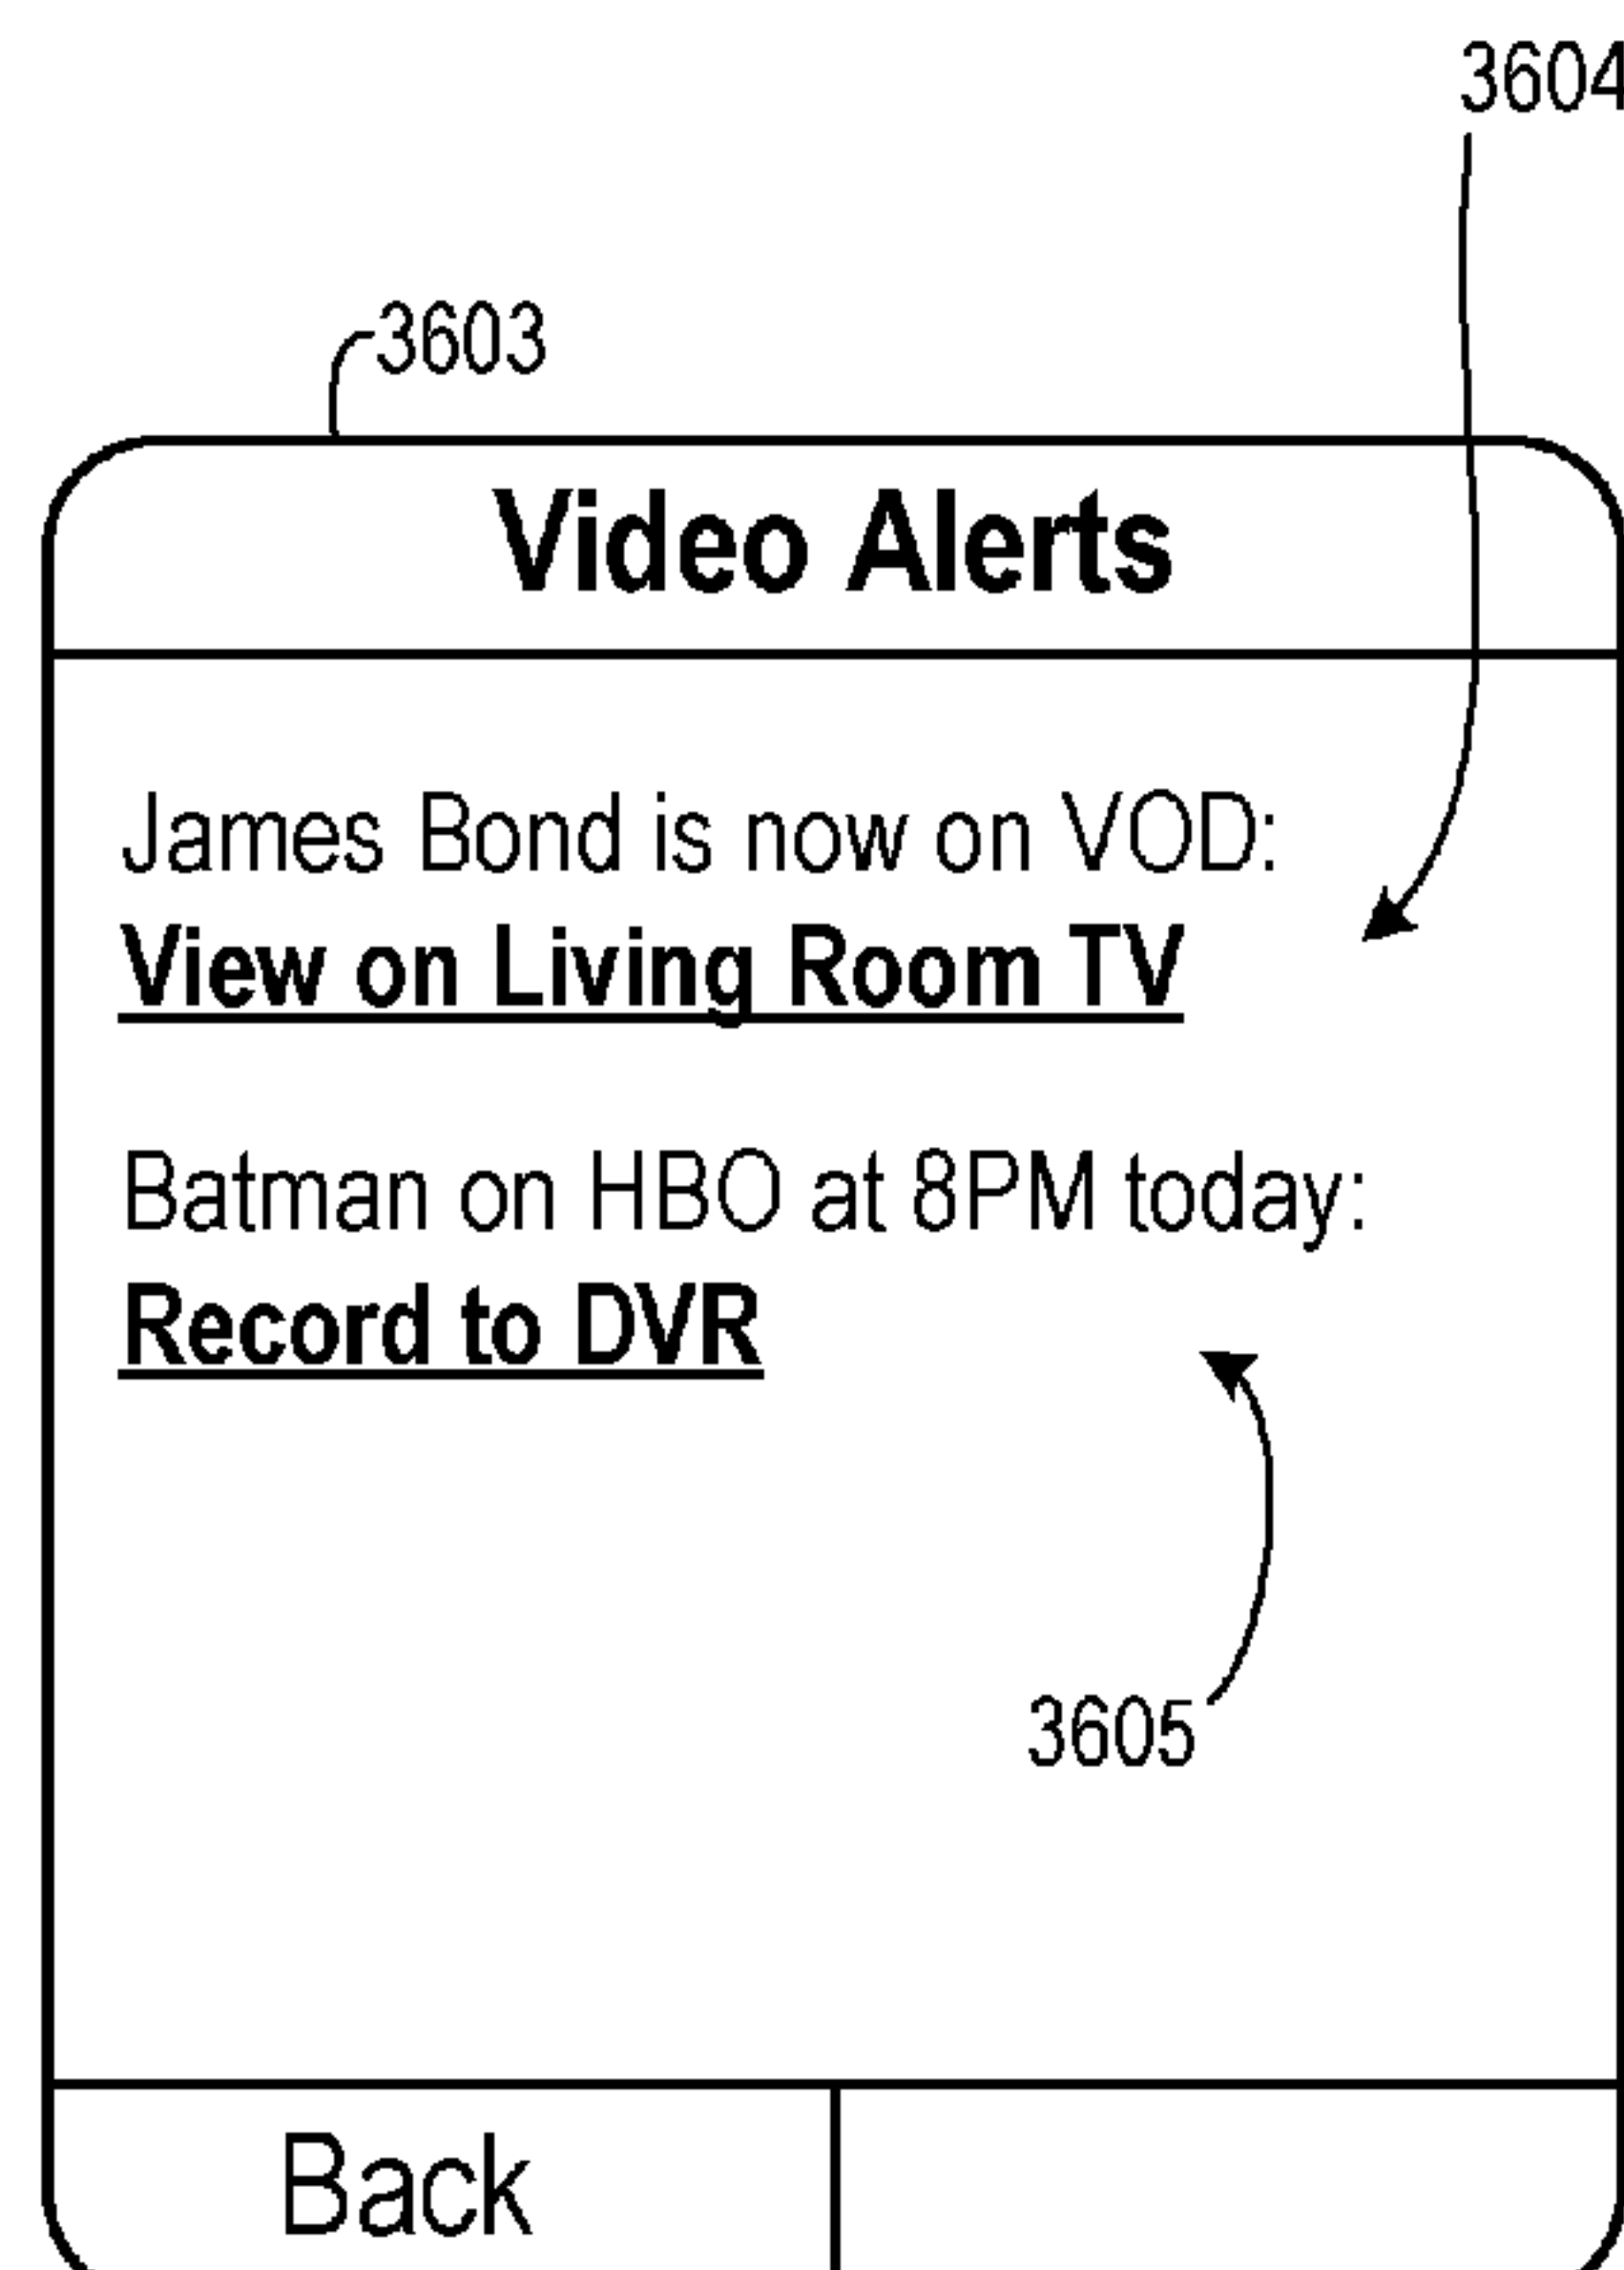 3604
3603
Video Alerts
James Bond is now on VOD:
View on Living Room TV
Batman on HBO at 8PM today:
Record to DVR
3605
Back